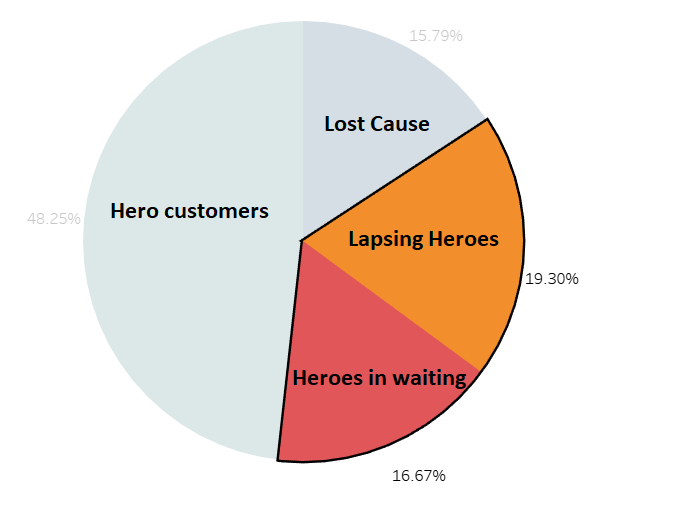 15.79%
Lost Cause
Hero customers
48.25%
Lapsing Heroes
19.30%
Heroes in waiting
16.67%